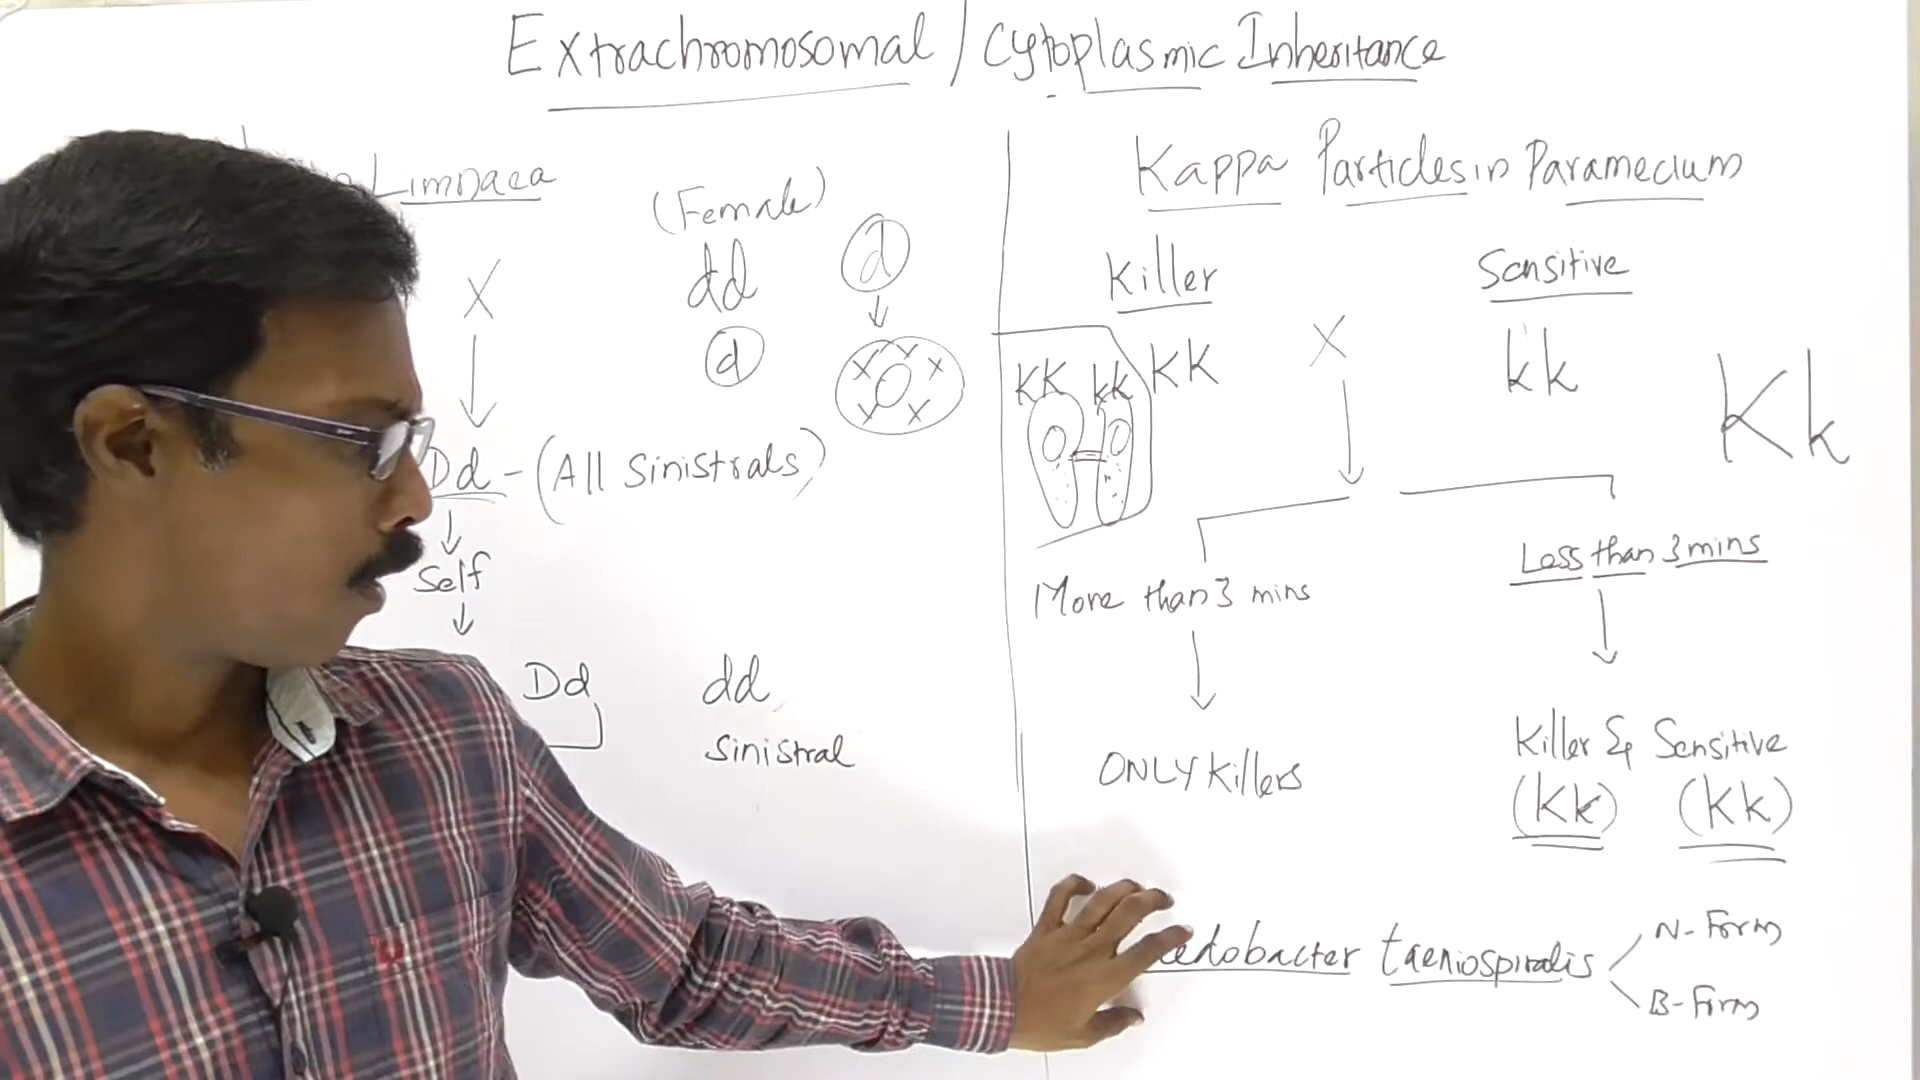 Extrachromosomal / Cytoplasmic Inheritance
Limnaea
(Female)
X
dd
d
d
X X X X X
Dd - (All Sinistrals)
Self
Dd
dd
Sinistral
Kappa Particles in Paramecium
Killer
Sensitive
KK kk
KK
X
kk
Kk
More than 3 mins
Less than 3 mins
ONLY Killers
Killer & Sensitive
(Kk) (Kk)
taeniospiralis
N-Form
B-Form